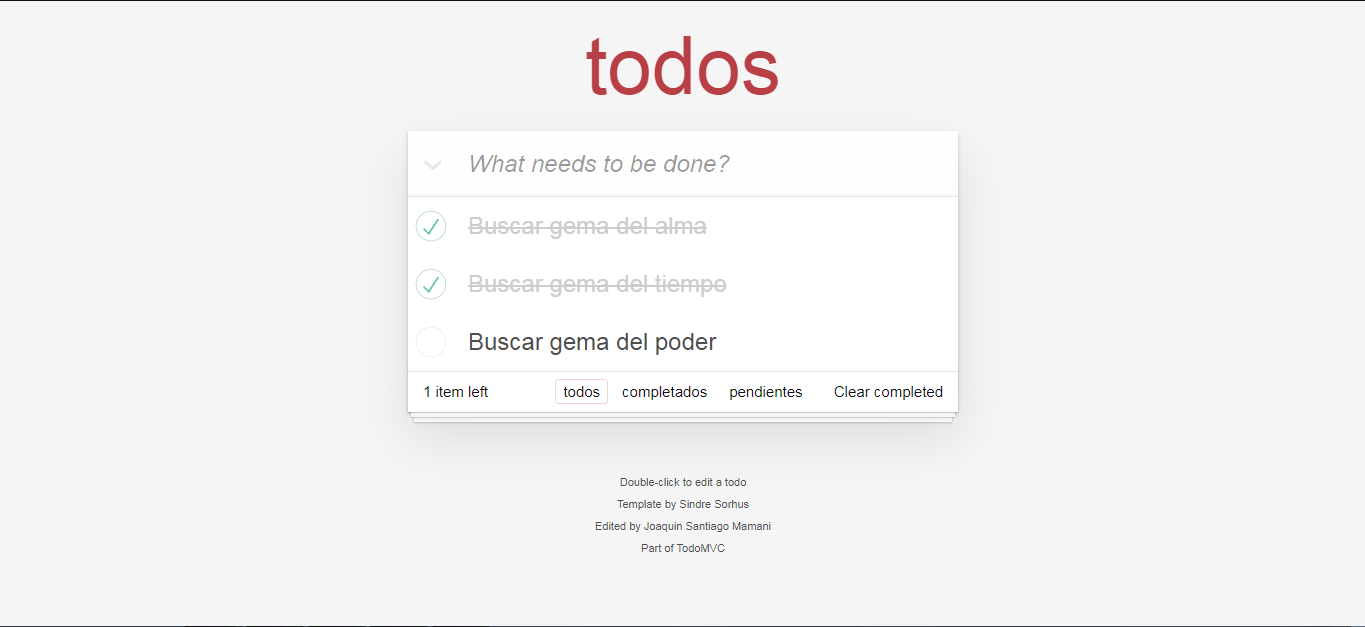 todos
What needs to be done?
Buscar gema del alma
Buscar gema del tiempo
Buscar gema del poder
1 item left todos completados pendientes Clear completed
Double-click to edit a todo
Template by Sindre Sorhus
Edited by Joaquin Santiago Mamani
Part of TodoMVC